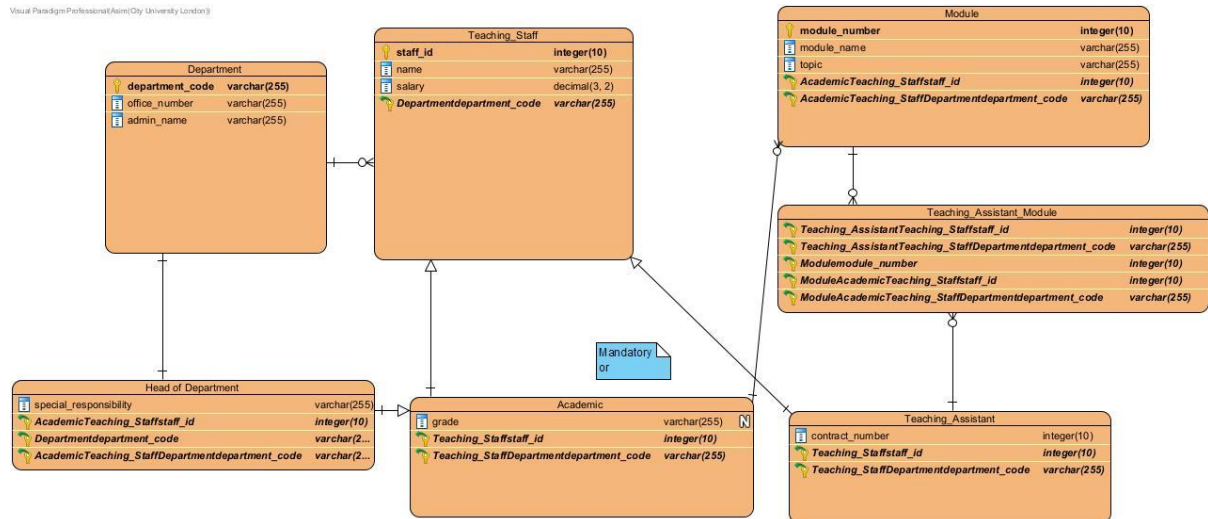 Visual Paradigm Professional(Asim(City University London))
Department
department_code varchar(255)
office_number varchar(255)
admin_name varchar(255)
Teaching_Staff
staff_id integer(10)
name varchar(255)
salary decimal(3, 2)
Departmentdepartment_code varchar(255)
Module
module_number integer(10)
module_name varchar(255)
topic varchar(255)
AcademicTeaching_Staffstaff_id integer(10)
AcademicTeaching_StaffDepartmentdepartment_code varchar(255)
Teaching_Assistant_Module
Teaching_AssistantTeaching_Staffstaff_id integer(10)
Teaching_AssistantTeaching_StaffDepartmentdepartment_code varchar(255)
Modulemodule_number integer(10)
ModuleAcademicTeaching_Staffstaff_id integer(10)
ModuleAcademicTeaching_StaffDepartmentdepartment_code varchar(255)
Mandatory
or
Head of Department
special_responsibility varchar(255)
AcademicTeaching_Staffstaff_id integer(10)
Departmentdepartment_code varchar(2...
AcademicTeaching_StaffDepartmentdepartment_code varchar(2...
Academic
grade varchar(255) N
Teaching_Staffstaff_id integer(10)
Teaching_StaffDepartmentdepartment_code varchar(255)
Teaching_Assistant
contract_number integer(10)
Teaching_Staffstaff_id integer(10)
Teaching_StaffDepartmentdepartment_code varchar(255)